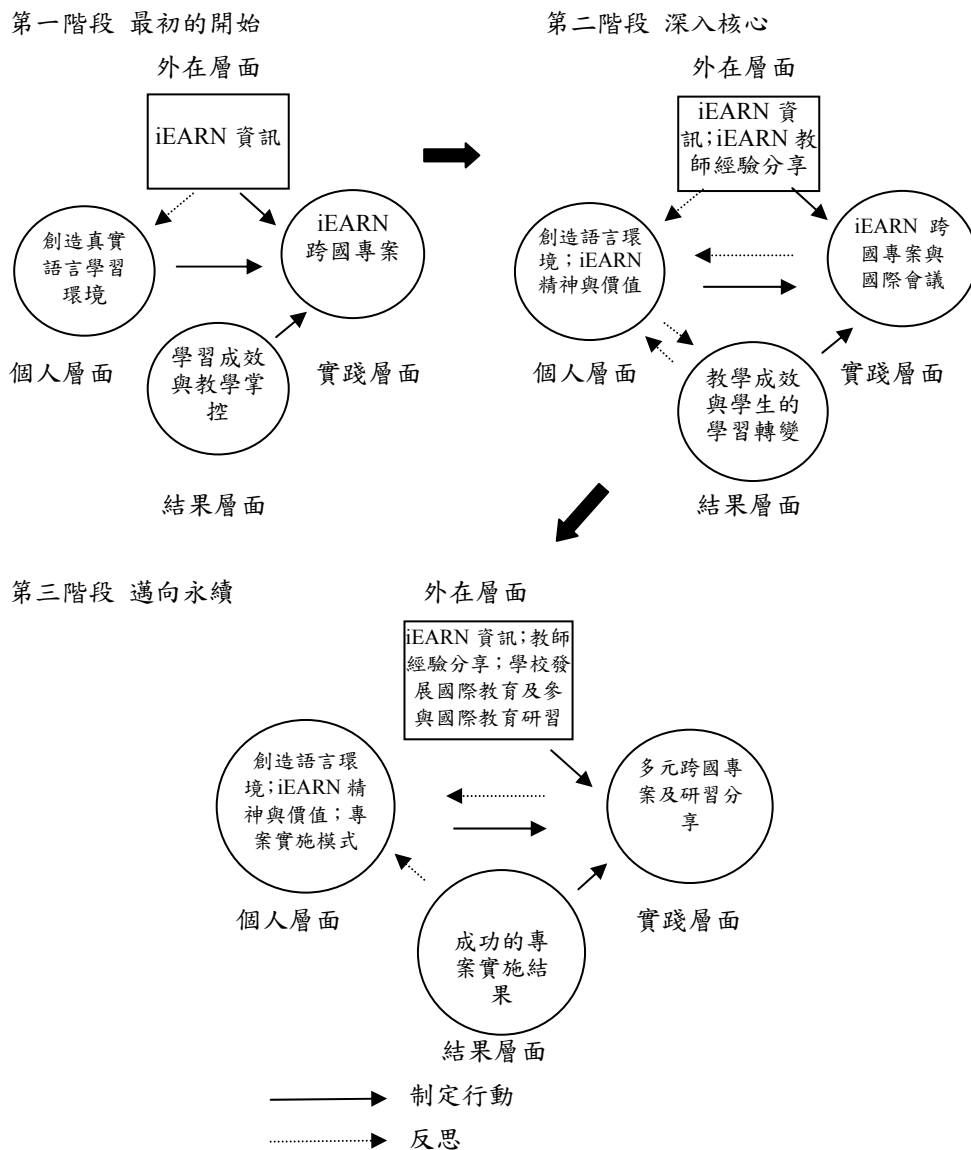 第一階段 最初的開始
外在層面
iEARN 資訊
創造真實
語言學習
環境
iEARN
跨國專案
個人層面
學習成效
與教學掌
控
實踐層面
結果層面
第二階段 深入核心
外在層面
iEARN 資
訊;iEARN 教
師經驗分享
創造語言環
境；iEARN
精神與價值
iEARN 跨
國專案與
國際會議
個人層面
教學成效
與學生的
學習轉變
實踐層面
結果層面
第三階段 邁向永續
外在層面
iEARN 資訊;教師
經驗分享；學校發
展國際教育及參
與國際教育研習
創造語言環
境;iEARN 精
神與價值；專
案實施模式
多元跨國專
案及研習分
享
個人層面
成功的專
案實施結
果
實踐層面
結果層面
制定行動
反思